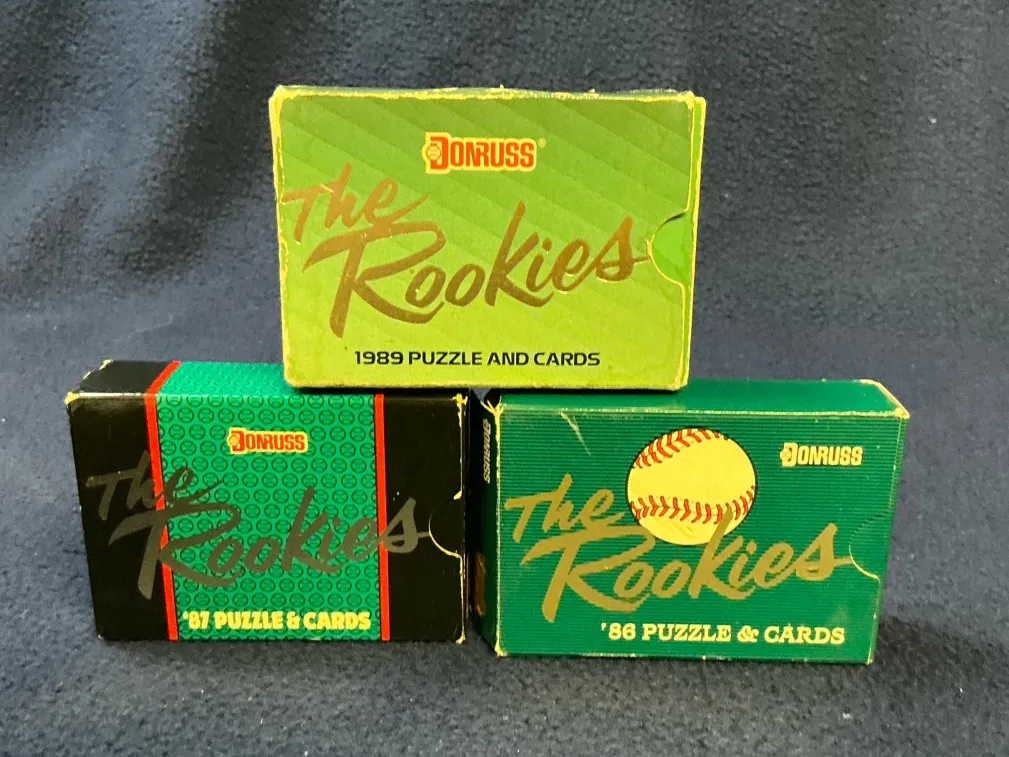 DONRUSS®
The
Rookies
1989 PUZZLE AND CARDS
DONRUSS
The
Rookies
'87 PUZZLE & CARDS
DONRUSS
DONRUSS
The
Rookies
'86 PUZZLE & CARDS